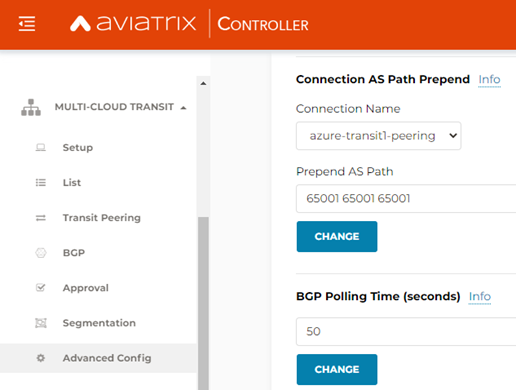 AVIATRIX CONTROLLER
MULTI-CLOUD TRANSIT
Setup
List
Transit Peering
BGP
Approval
Segmentation
Advanced Config
Connection AS Path Prepend Info
Connection Name
azure-transit1-peering
Prepend AS Path
65001 65001 65001
CHANGE
BGP Polling Time (seconds) Info
50
CHANGE